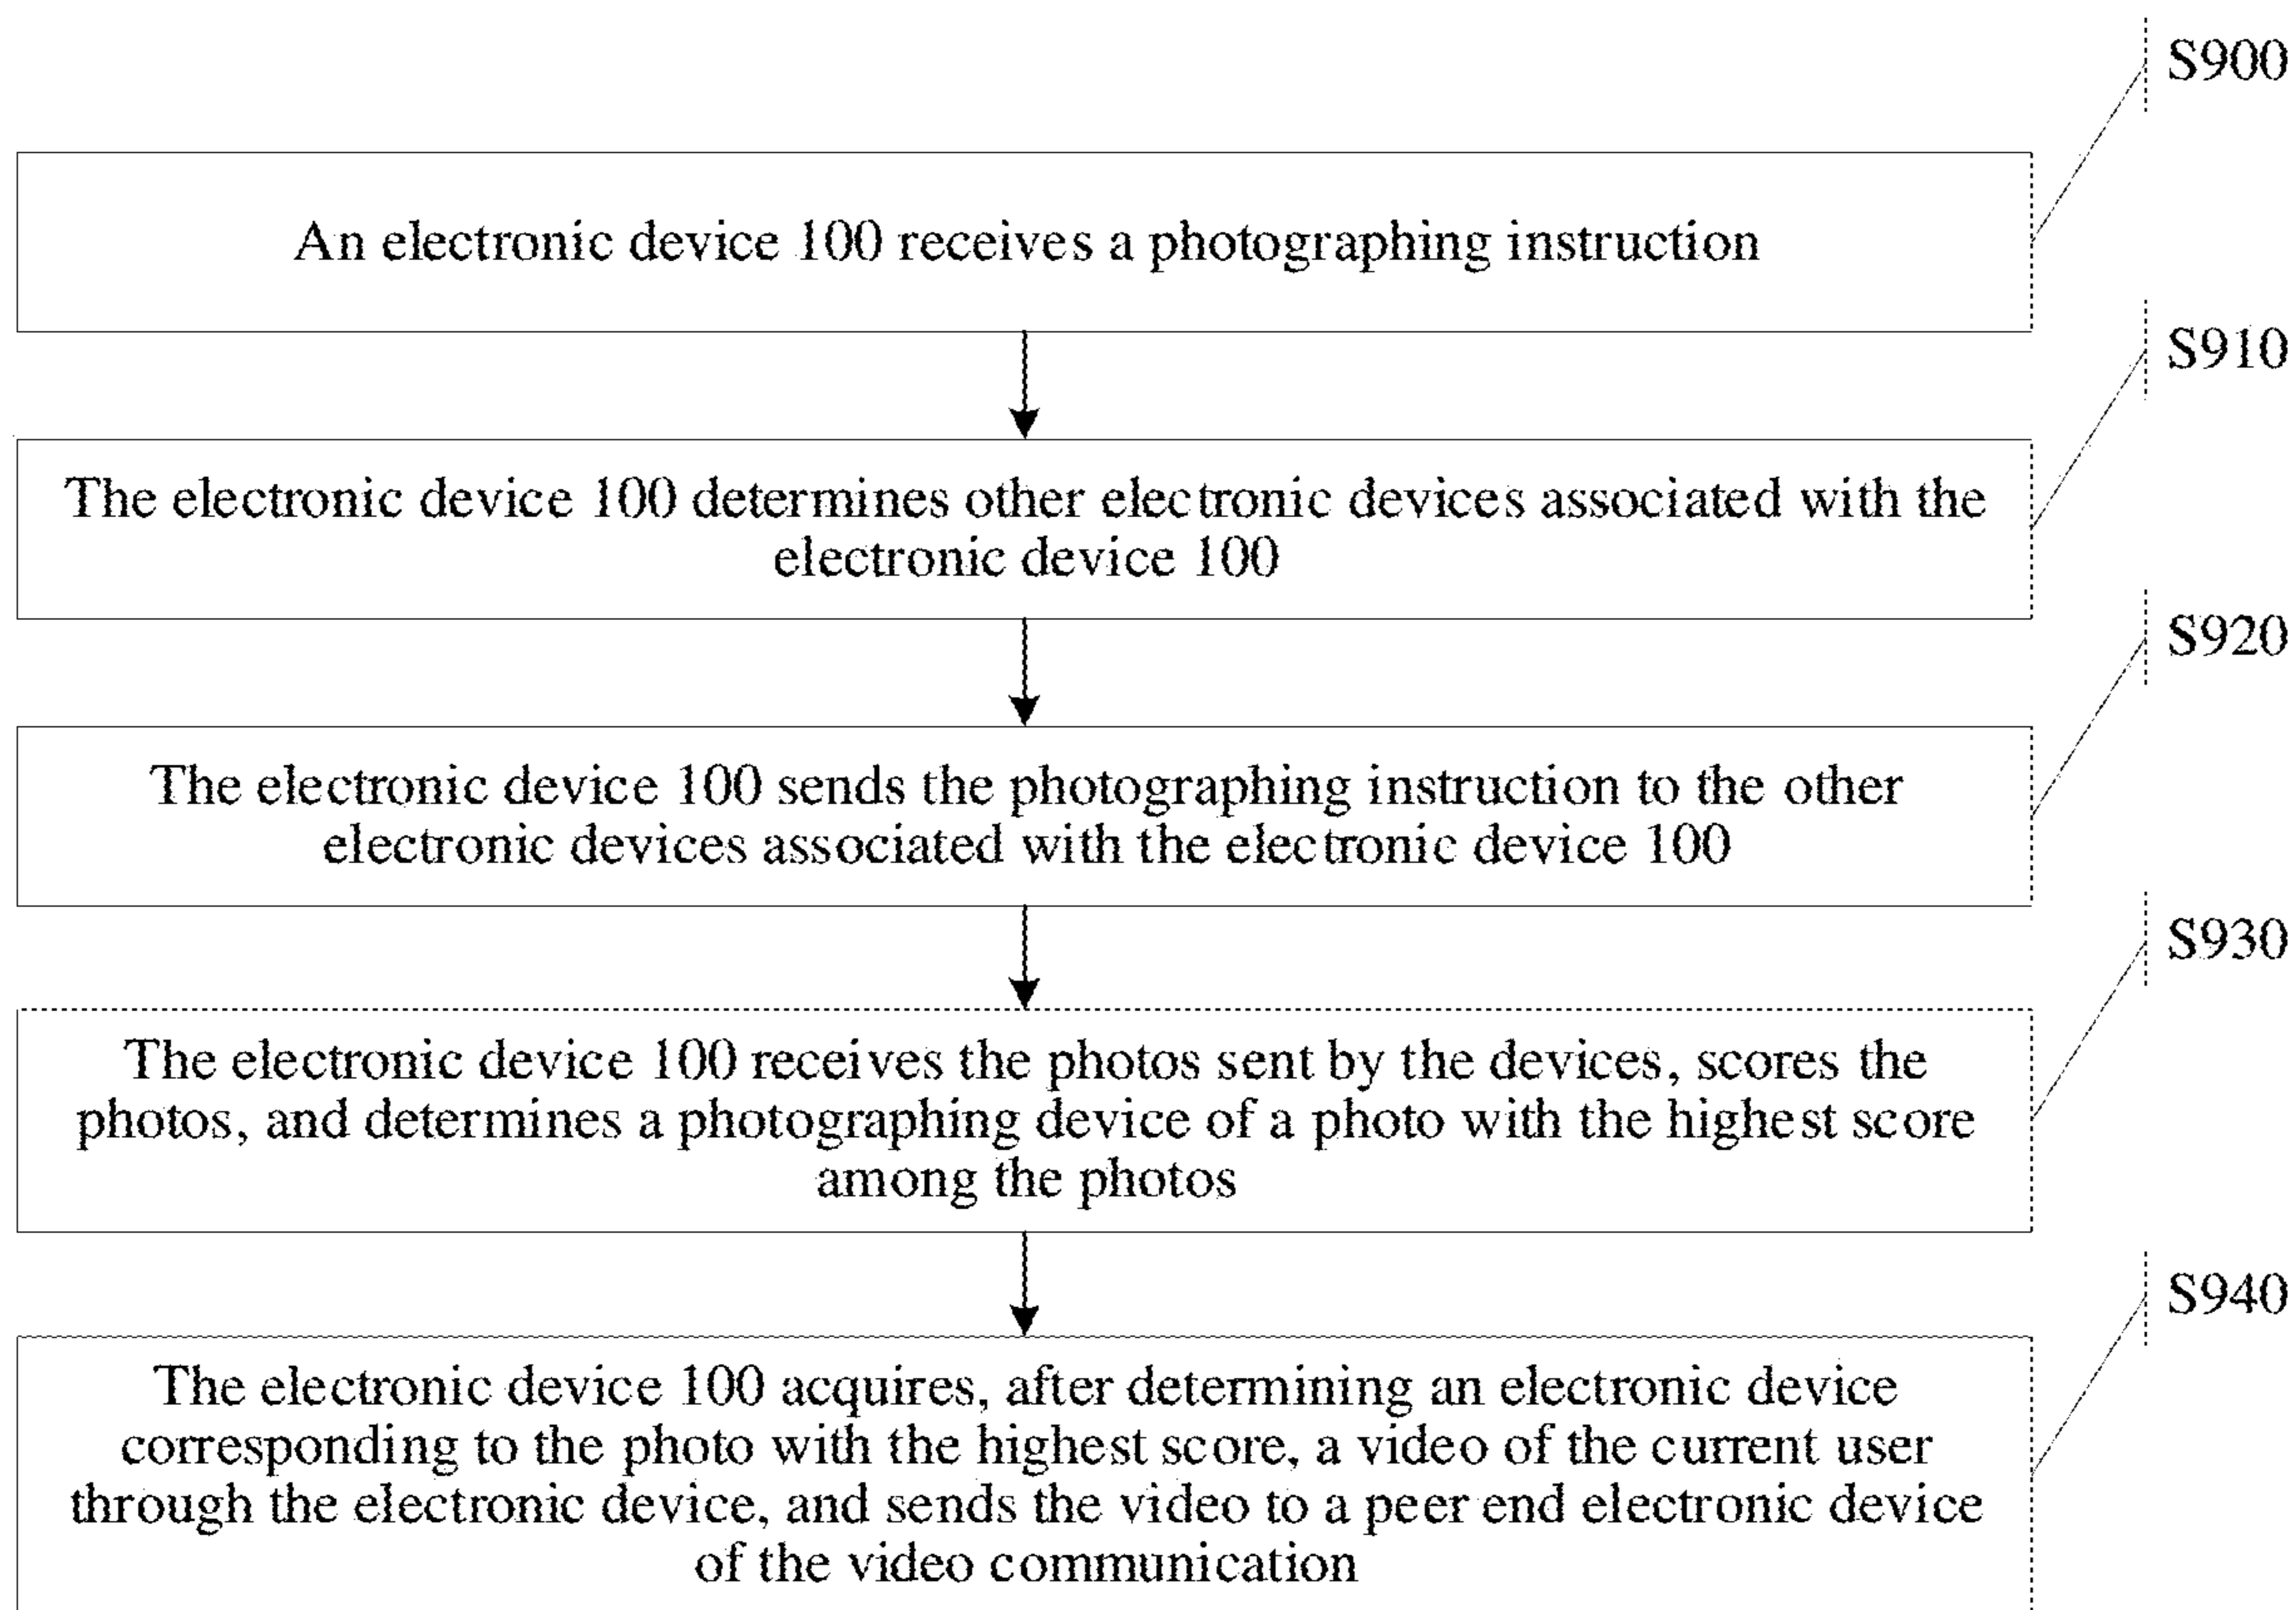 S900
An electronic device 100 receives a photographing instruction
S910
The electronic device 100 determines other electronic devices associated with the
electronic device 100
S920
The electronic device 100 sends the photographing instruction to the other
electronic devices associated with the electronic device 100
S930
The electronic device 100 receives the photos sent by the devices, scores the
photos, and determines a photographing device of a photo with the highest score
among the photos
S940
The electronic device 100 acquires, after determining an electronic device
corresponding to the photo with the highest score, a video of the current user
through the electronic device, and sends the video to a peer end electronic device
of the video communication